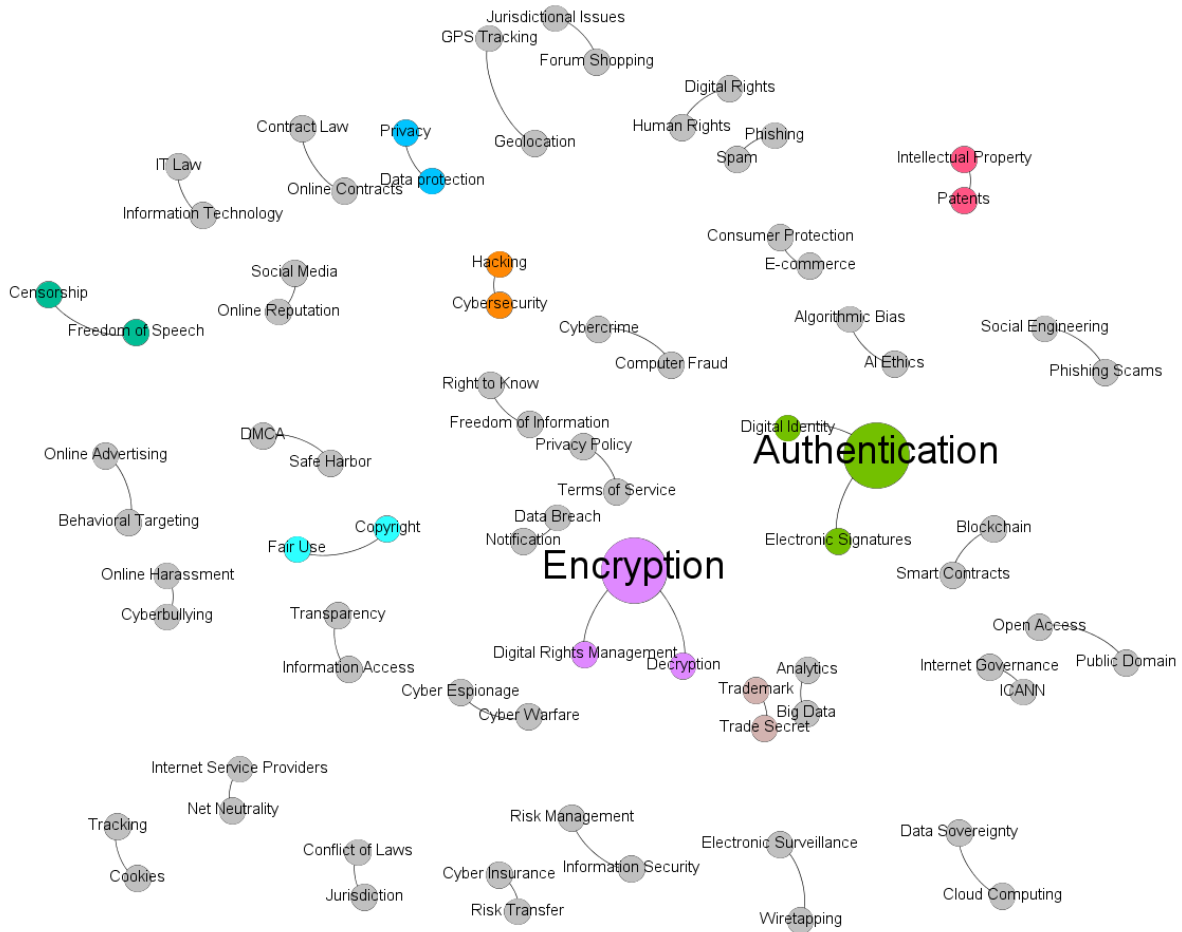 Jurisdictional Issues
GPS Tracking
Forum Shopping
Digital Rights
Human Rights
Phishing
Spam
Contract Law
Privacy
Geolocation
IT Law
Online Contracts
Data protection
Information Technology
Intellectual Property
Patents
Consumer Protection
E-commerce
Hacking
Cybersecurity
Social Media
Online Reputation
Censorship
Freedom of Speech
Cybercrime
Computer Fraud
Algorithmic Bias
AI Ethics
Social Engineering
Phishing Scams
Right to Know
Freedom of Information
Digital Identity
Authentication
Electronic Signatures
DMCA
Safe Harbor
Privacy Policy
Terms of Service
Online Advertising
Behavioral Targeting
Data Breach
Notification
Copyright
Fair Use
Blockchain
Smart Contracts
Encryption
Online Harassment
Cyberbullying
Transparency
Information Access
Digital Rights Management
Decryption
Open Access
Public Domain
Internet Governance
ICANN
Analytics
Big Data
Trademark
Trade Secret
Cyber Espionage
Cyber Warfare
Internet Service Providers
Net Neutrality
Tracking
Cookies
Conflict of Laws
Jurisdiction
Risk Management
Information Security
Cyber Insurance
Risk Transfer
Electronic Surveillance
Wiretapping
Data Sovereignty
Cloud Computing